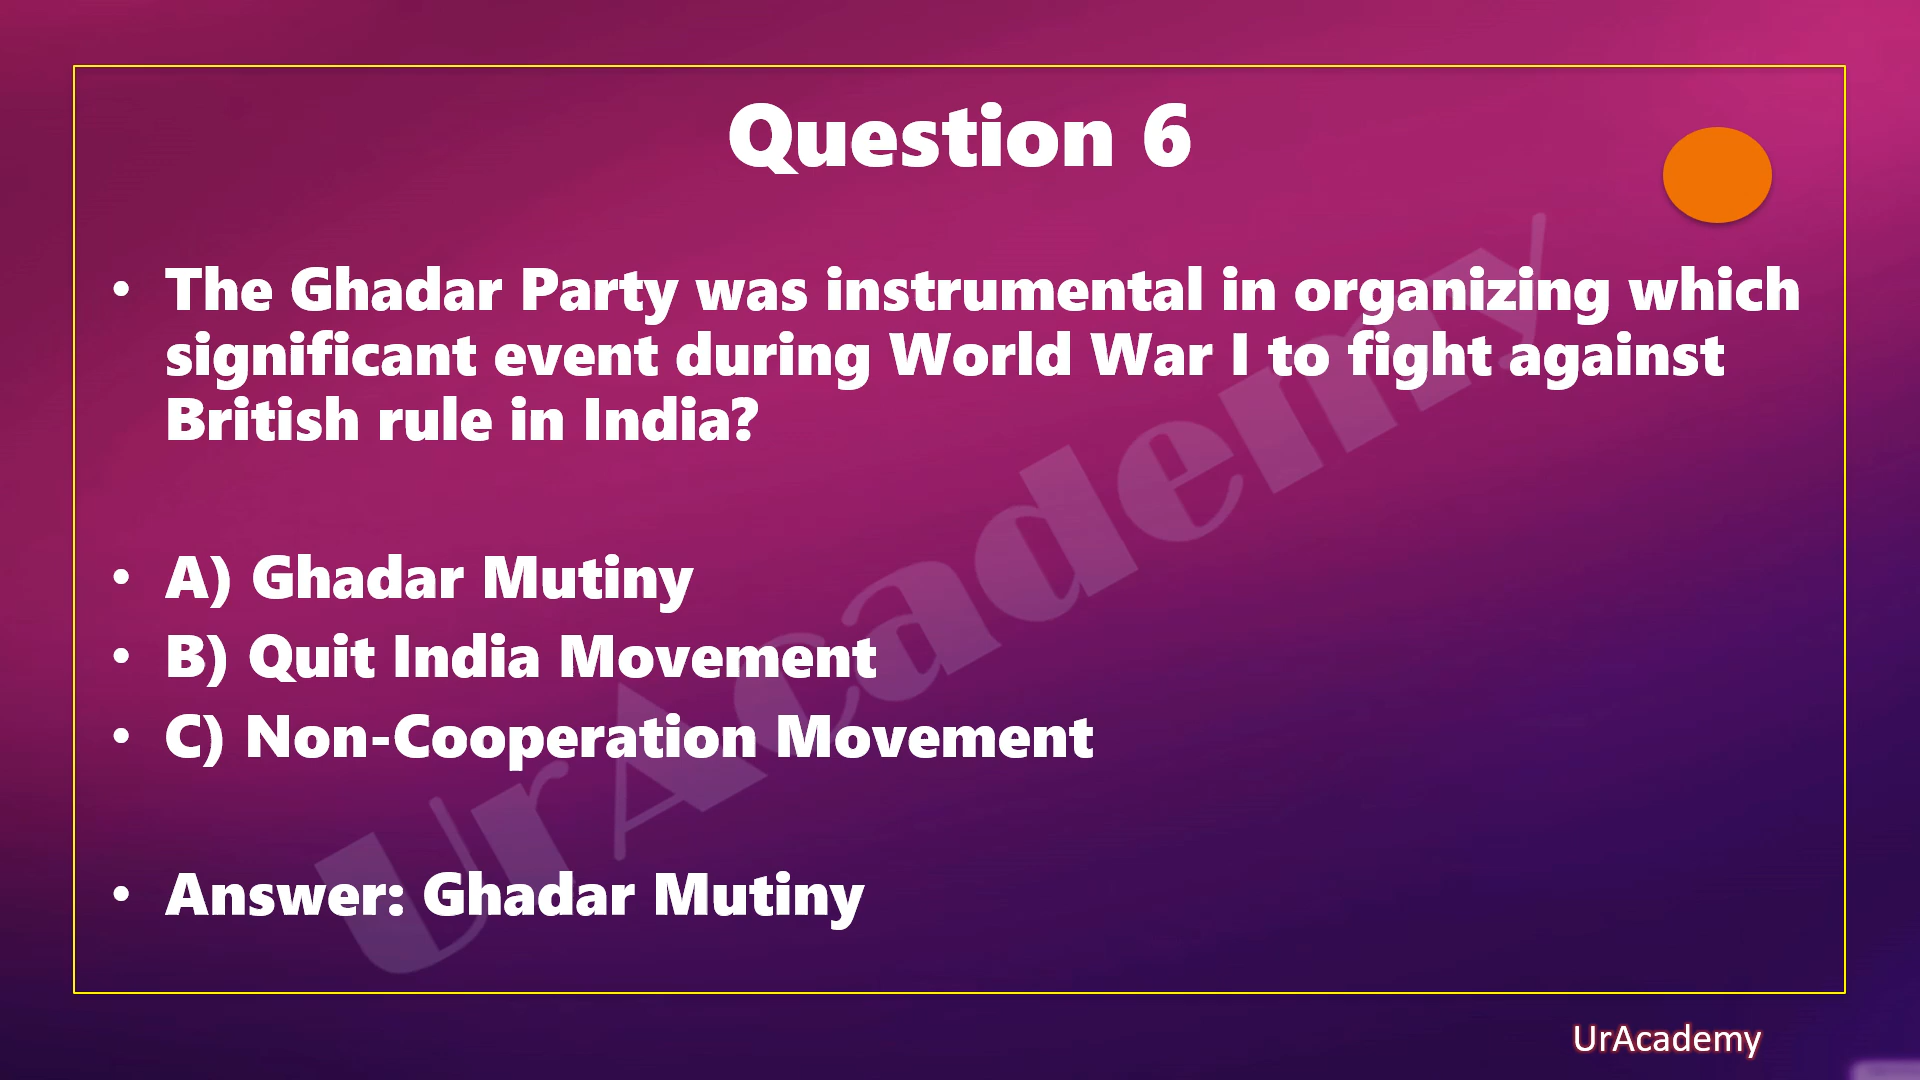 Question 6
• The Ghadar Party was instrumental in organizing which
significant event during World War I to fight against
British rule in India?
• A) Ghadar Mutiny
• B) Quit India Movement
• C) Non-Cooperation Movement
• Answer: Ghadar Mutiny
UrAcademy
UrAcademy